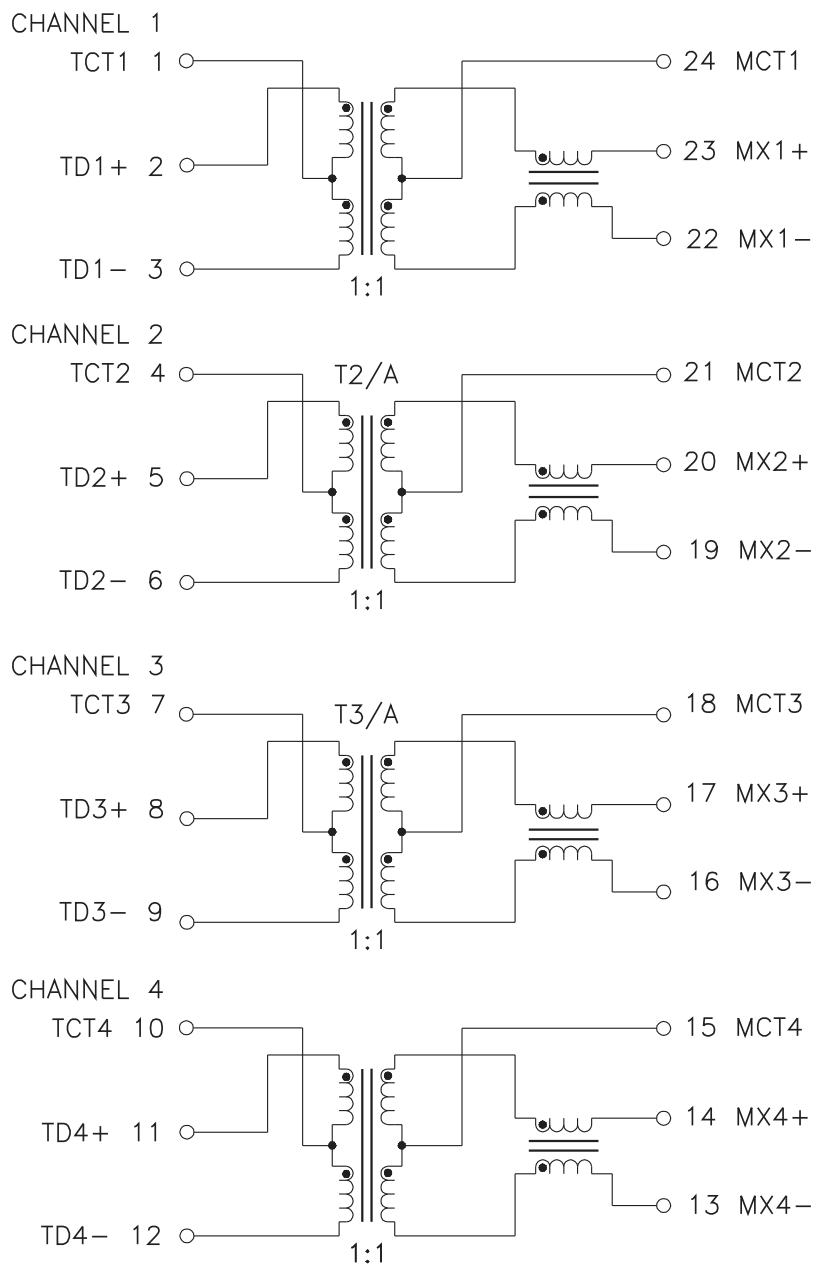 CHANNEL 1
TCT1 1 24 MCT1
TD1+ 2 23 MX1+
TD1- 3 22 MX1-
1:1
CHANNEL 2
TCT2 4 T2/A 21 MCT2
TD2+ 5 20 MX2+
TD2- 6 19 MX2-
1:1
CHANNEL 3
TCT3 7 T3/A 18 MCT3
TD3+ 8 17 MX3+
TD3- 9 16 MX3-
1:1
CHANNEL 4
TCT4 10 15 MCT4
TD4+ 11 14 MX4+
TD4- 12 13 MX4-
1:1